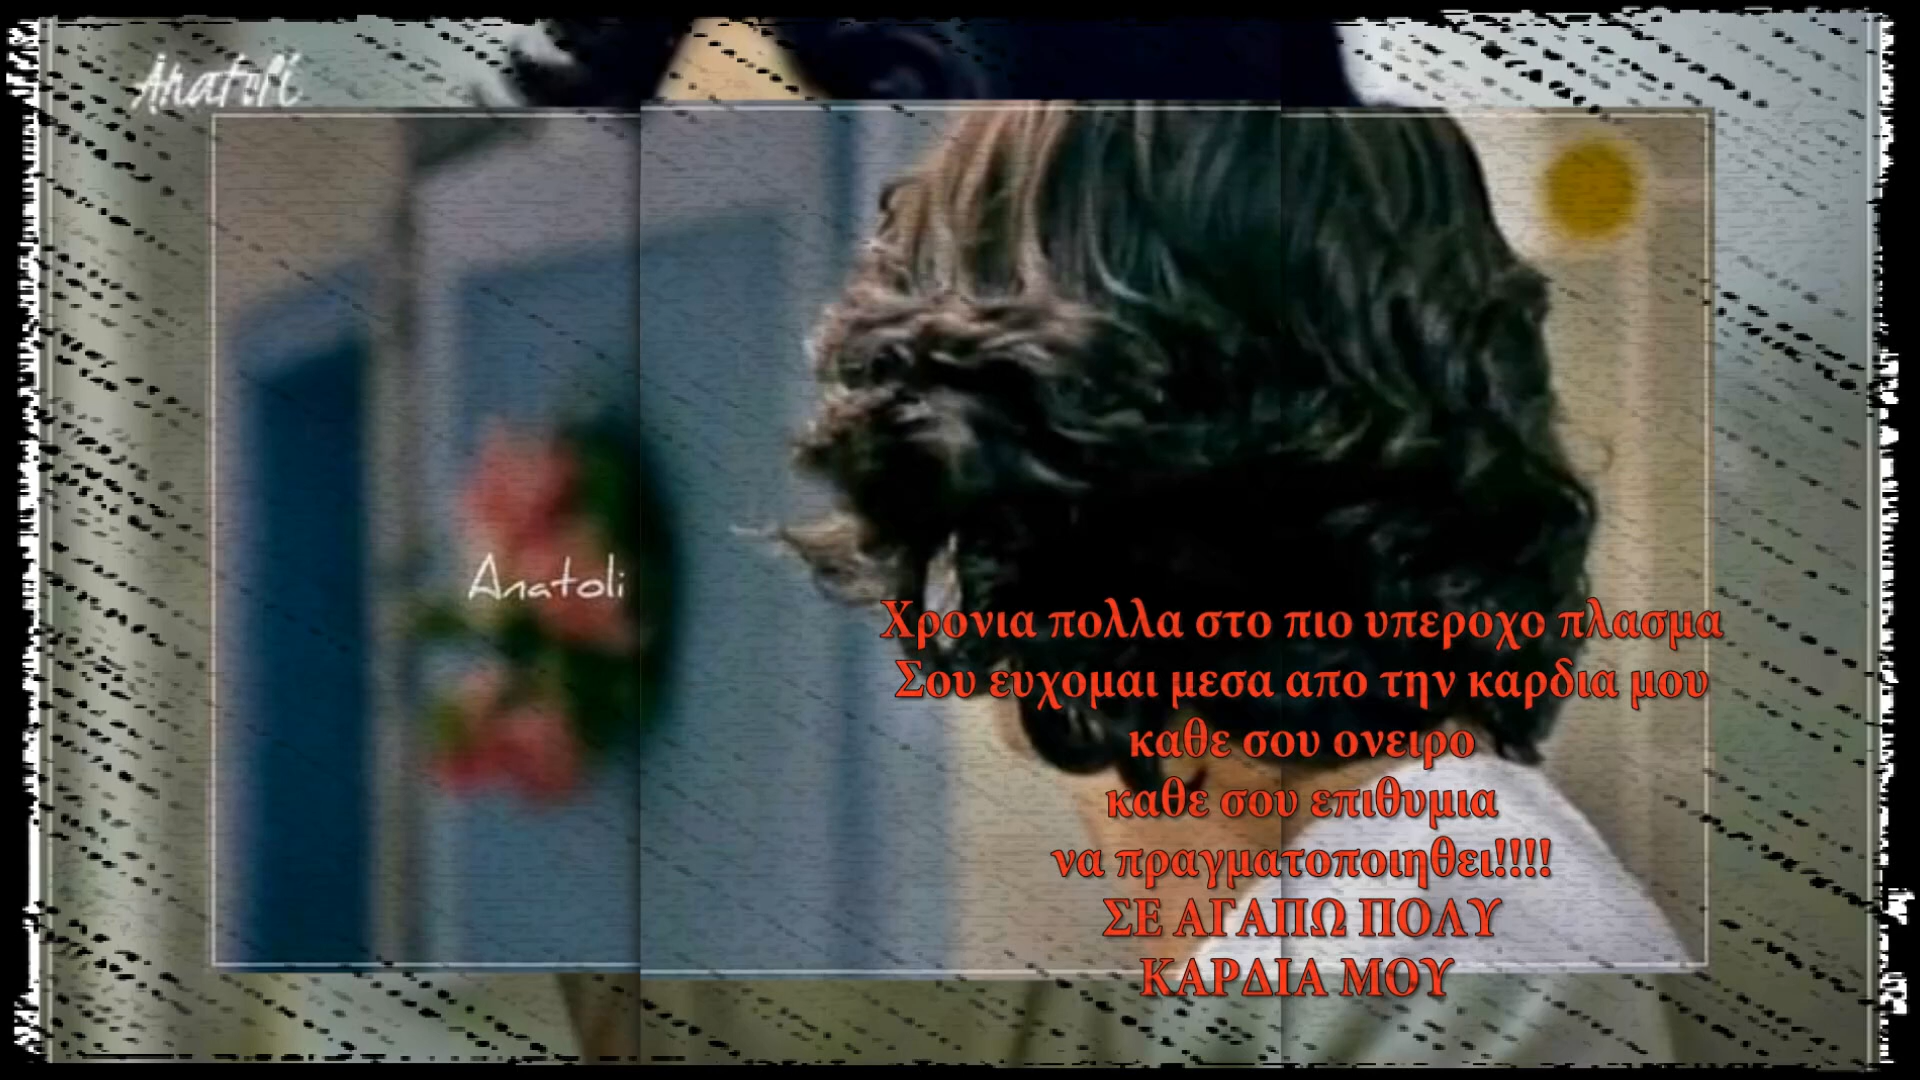 Anatoli
Anatoli
Χρονια πολλα στο πιο υπεροχο πλασμα
Σου ευχομαι μεσα απο την καρδια μου
καθε σου ονειρο
καθε σου επιθυμια
να πραγματοποιηθει!!!!
ΣΕ ΑΓΑΠΩ ΠΟΛΥ
ΚΑΡΔΙΑ ΜΟΥ